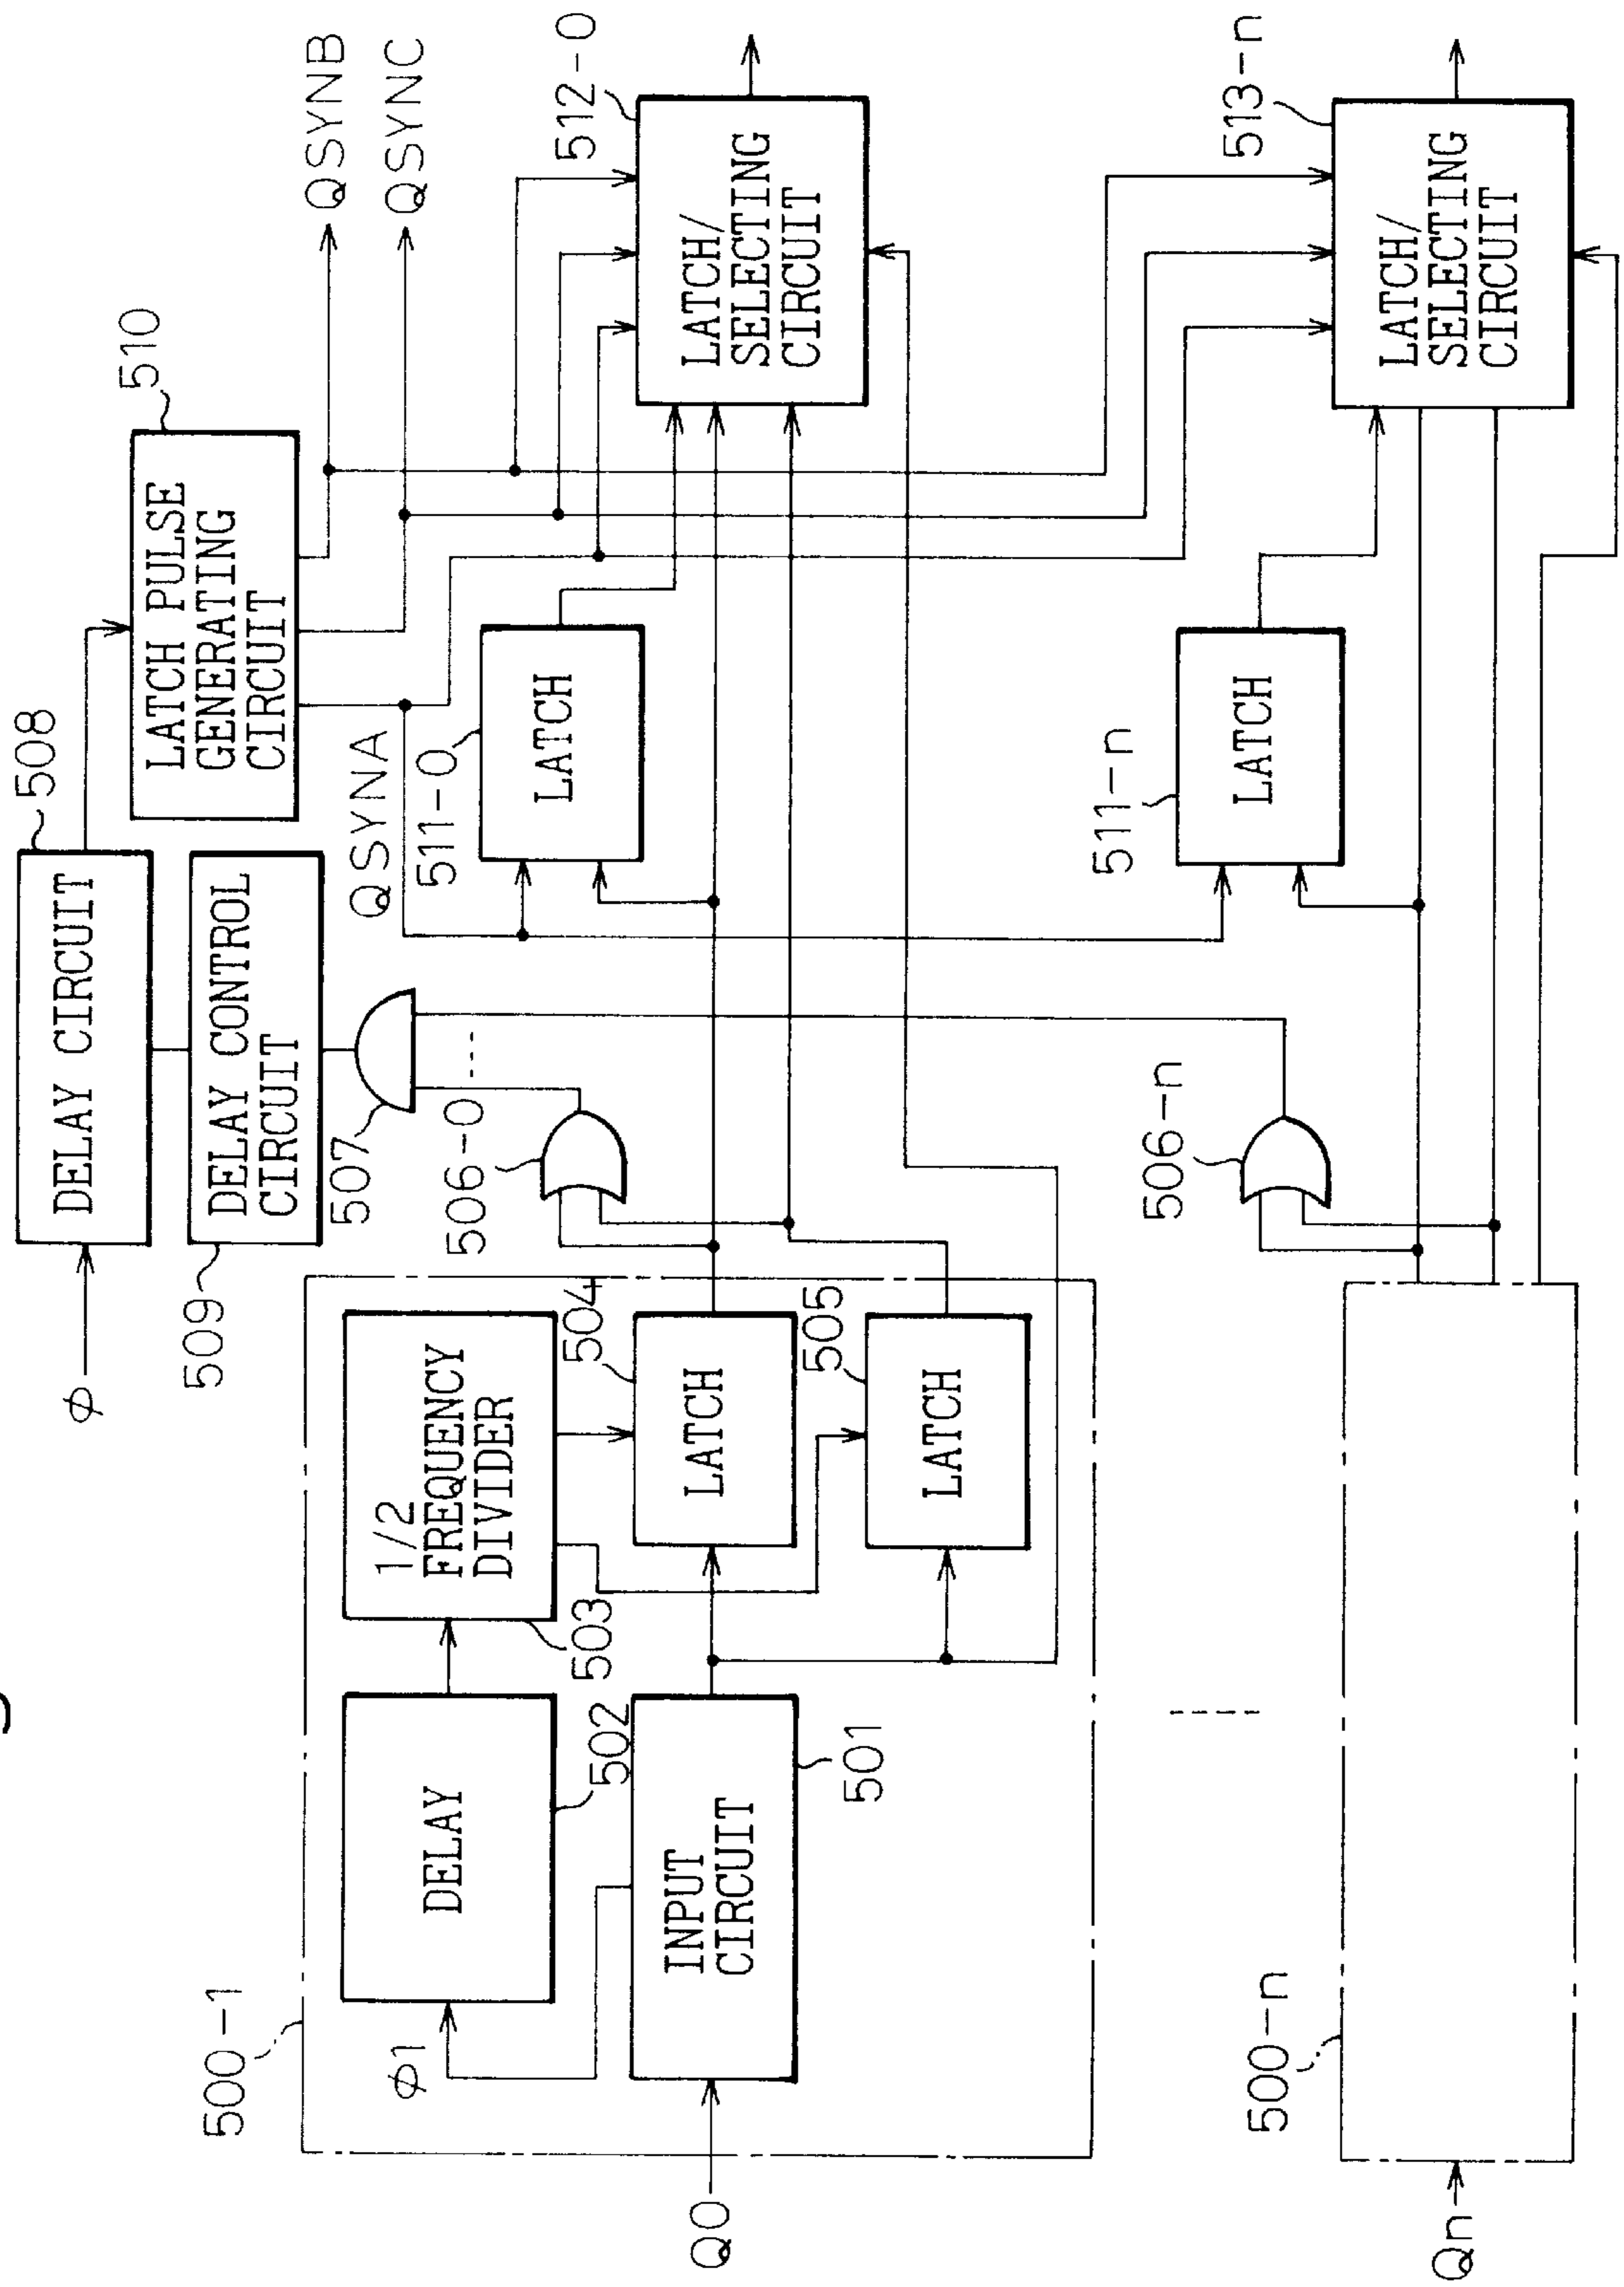 φ
DELAY CIRCUIT
508
509
DELAY CONTROL
CIRCUIT
507
510
LATCH PULSE
GENERATING
CIRCUIT
QSYNB
QSYNC
QSYNA
500-1
φ1
DELAY
502
1/2
FREQUENCY
DIVIDER
503
Q0
INPUT
CIRCUIT
501
504
LATCH
505
LATCH
506-0
511-0
LATCH
512-0
LATCH/
SELECTING
CIRCUIT
500-n
Qn
506-n
511-n
LATCH
513-n
LATCH/
SELECTING
CIRCUIT